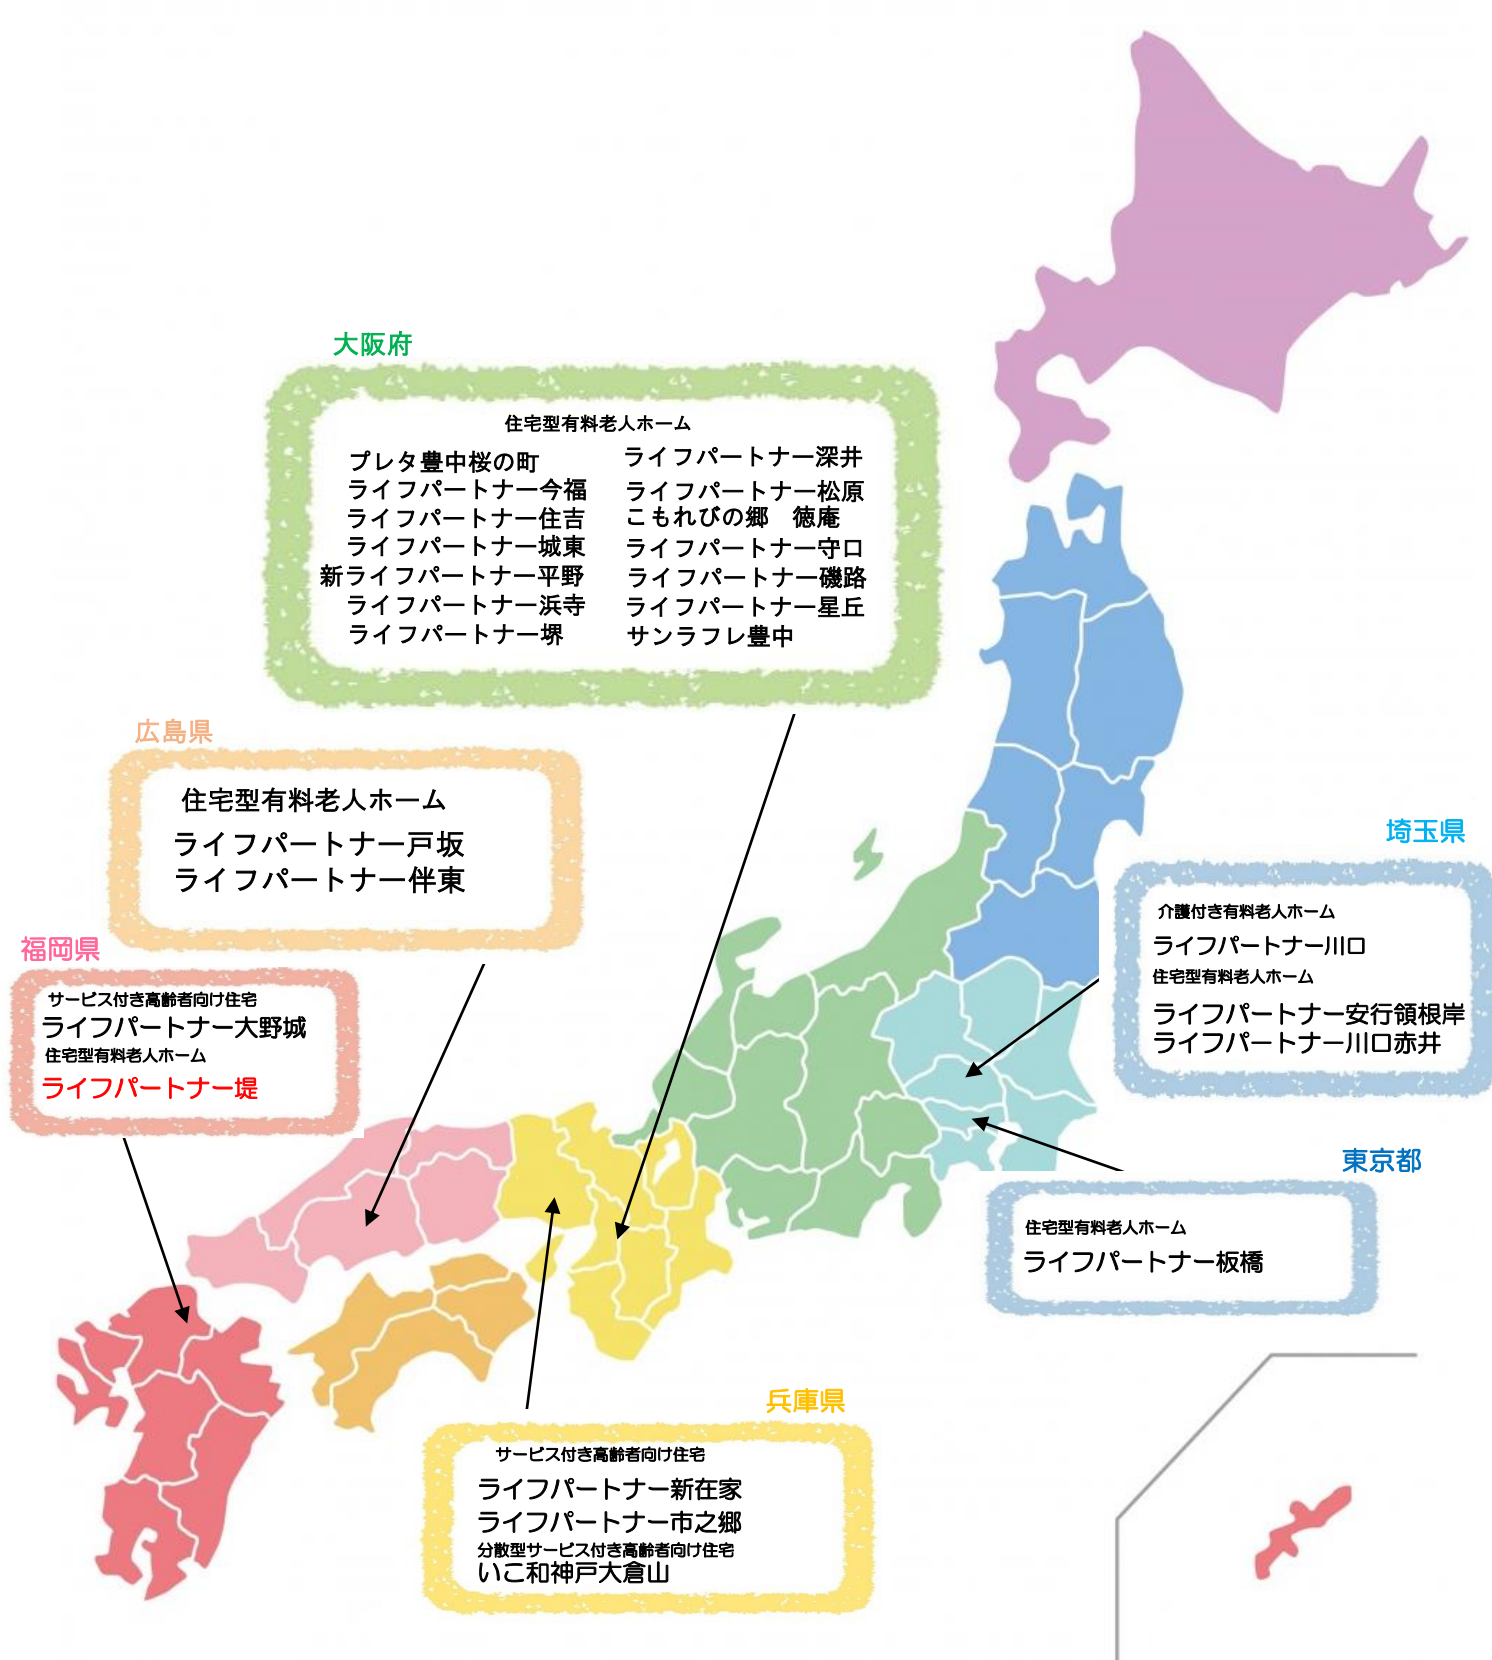 大阪府
住宅型有料老人ホーム
プレタ豊中桜の町
ライフパートナー今福
ライフパートナー住吉
ライフパートナー城東
新ライフパートナー平野
ライフパートナー浜寺
ライフパートナー堺
ライフパートナー深井
ライフパートナー松原
こもれびの郷　徳庵
ライフパートナー守口
ライフパートナー磯路
ライフパートナー星丘
サンラフレ豊中
広島県
住宅型有料老人ホーム
ライフパートナー戸坂
ライフパートナー伴東
福岡県
サービス付き高齢者向け住宅
ライフパートナー大野城
住宅型有料老人ホーム
ライフパートナー堤
埼玉県
介護付き有料老人ホーム
ライフパートナー川口
住宅型有料老人ホーム
ライフパートナー安行領根岸
ライフパートナー川口赤井
東京都
住宅型有料老人ホーム
ライフパートナー板橋
兵庫県
サービス付き高齢者向け住宅
ライフパートナー新在家
ライフパートナー市之郷
分散型サービス付き高齢者向け住宅
いこ和神戸大倉山